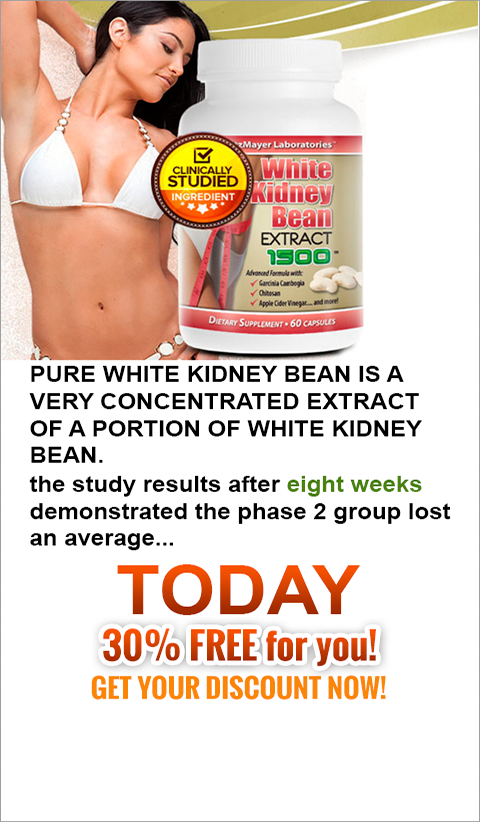 zMayer Laboratories™
CLINICALLY
STUDIED
INGREDIENT
White
Kidney
Bean
EXTRACT
1500
Advanced Formula with:
Garcinia Cambogia
Chitosan
Apple Cider Vinegar.... and more!
DIETARY SUPPLEMENT • 60 CAPSULES
PURE WHITE KIDNEY BEAN IS A
VERY CONCENTRATED EXTRACT
OF A PORTION OF WHITE KIDNEY
BEAN.
the study results after eight weeks
demonstrated the phase 2 group lost
an average...
TODAY
30% FREE for you!
GET YOUR DISCOUNT NOW!